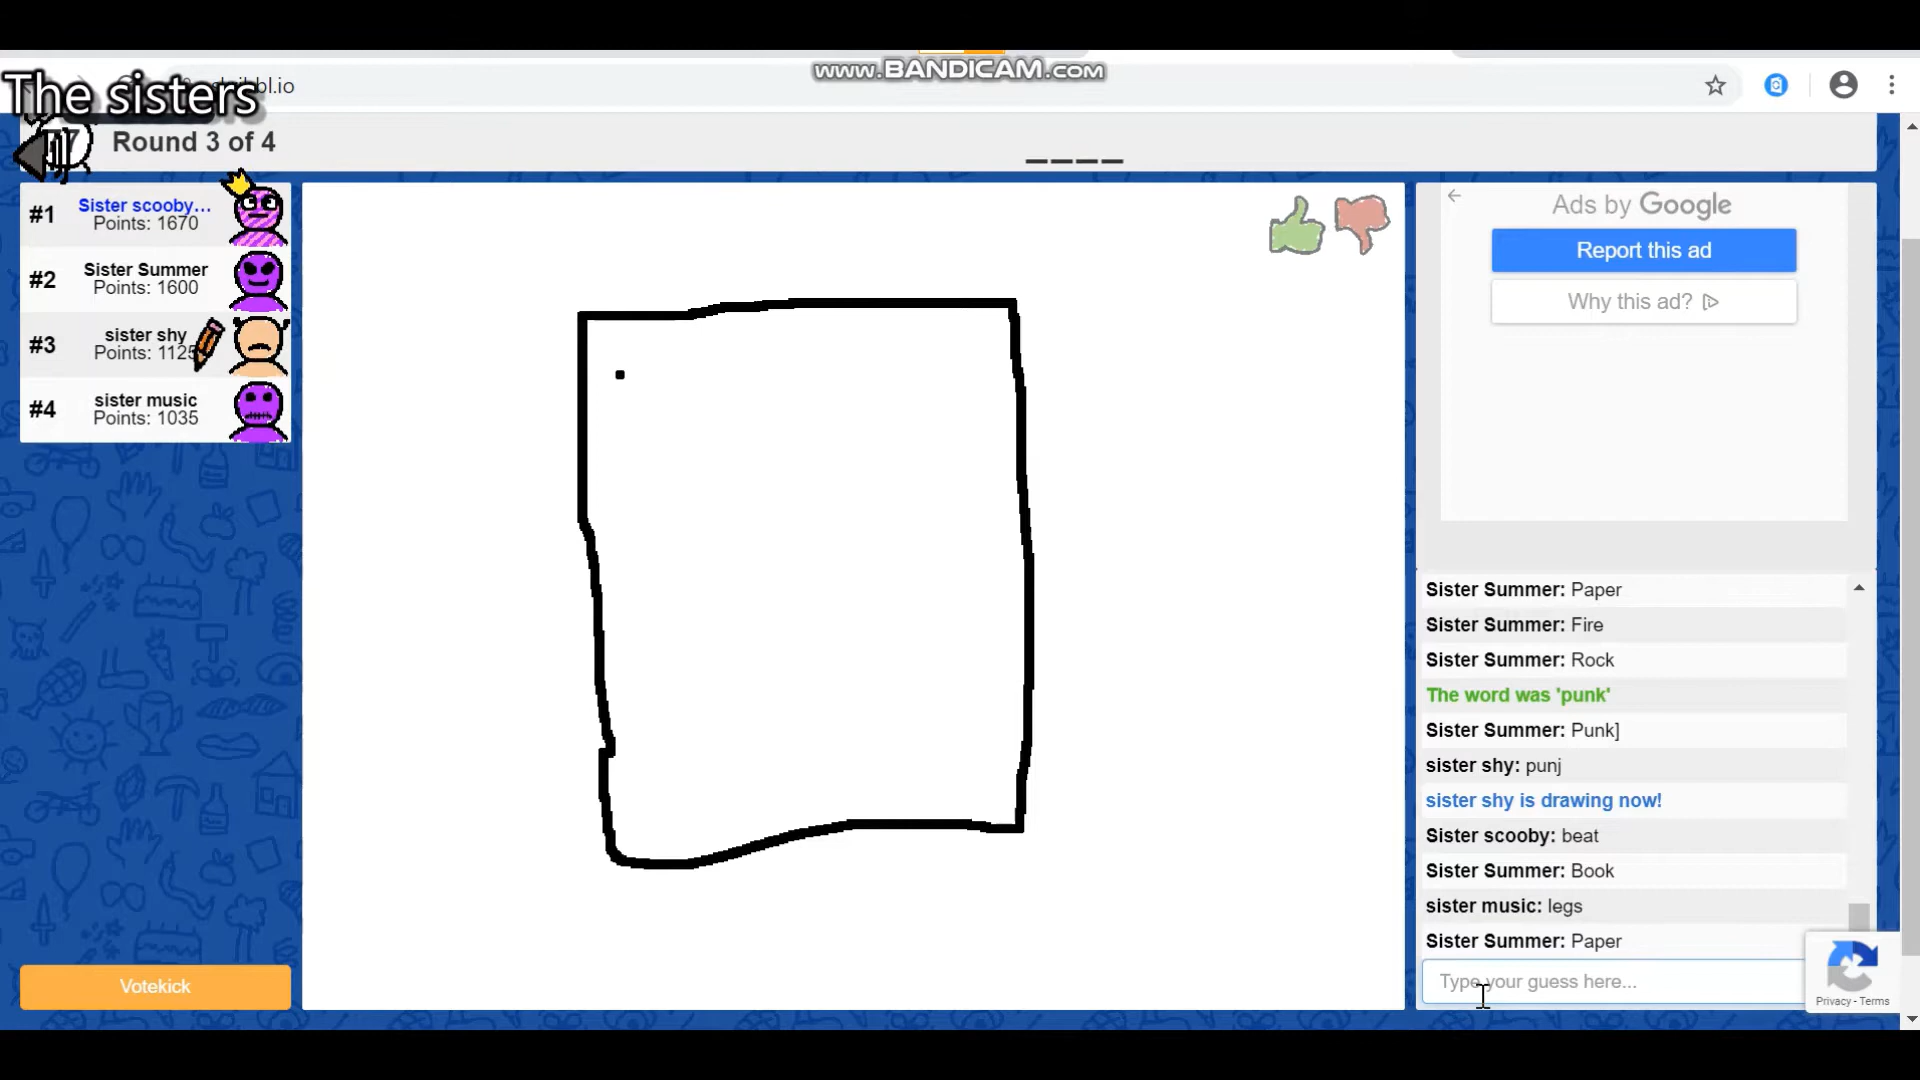 www.BANDICAM.COM
The sisters
bl.io
Round 3 of 4
____
#1
Sister scooby...
Points: 1670
#2
Sister Summer
Points: 1600
#3
sister shy
Points: 1125
#4
sister music
Points: 1035
Votekick
Ads by Google
Report this ad
Why this ad?
Sister Summer: Paper
Sister Summer: Fire
Sister Summer: Rock
The word was 'punk'
Sister Summer: Punk]
sister shy: punj
sister shy is drawing now!
Sister scooby: beat
Sister Summer: Book
sister music: legs
Sister Summer: Paper
Type your guess here...
Privacy - Terms